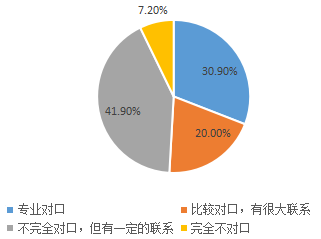 7.20%
30.90%
41.90%
20.00%
专业对口 比较对口，有很大联系
不完全对口，但有一定的联系 完全不对口